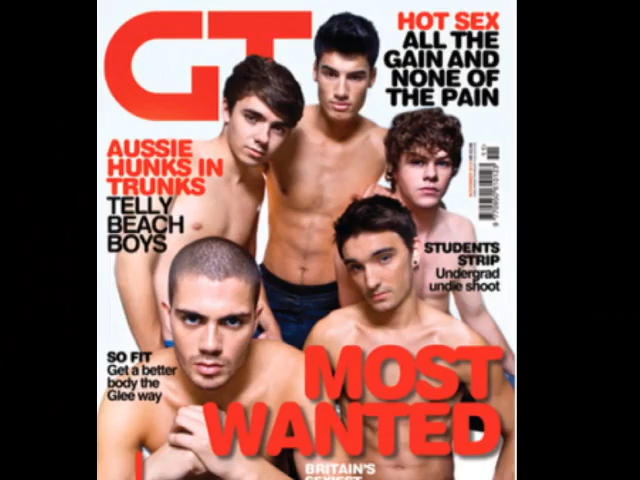 GT
HOT SEX
ALL THE
GAIN AND
NONE OF
THE PAIN
AUSSIE
HUNKS IN
TRUNKS
TELLY
BEACH
BOYS
STUDENTS
STRIP
Undergrad
undie shoot
SO FIT
Get a better
body the
Glee way
MOST
WANTED
BRITAIN'S
SEXIEST